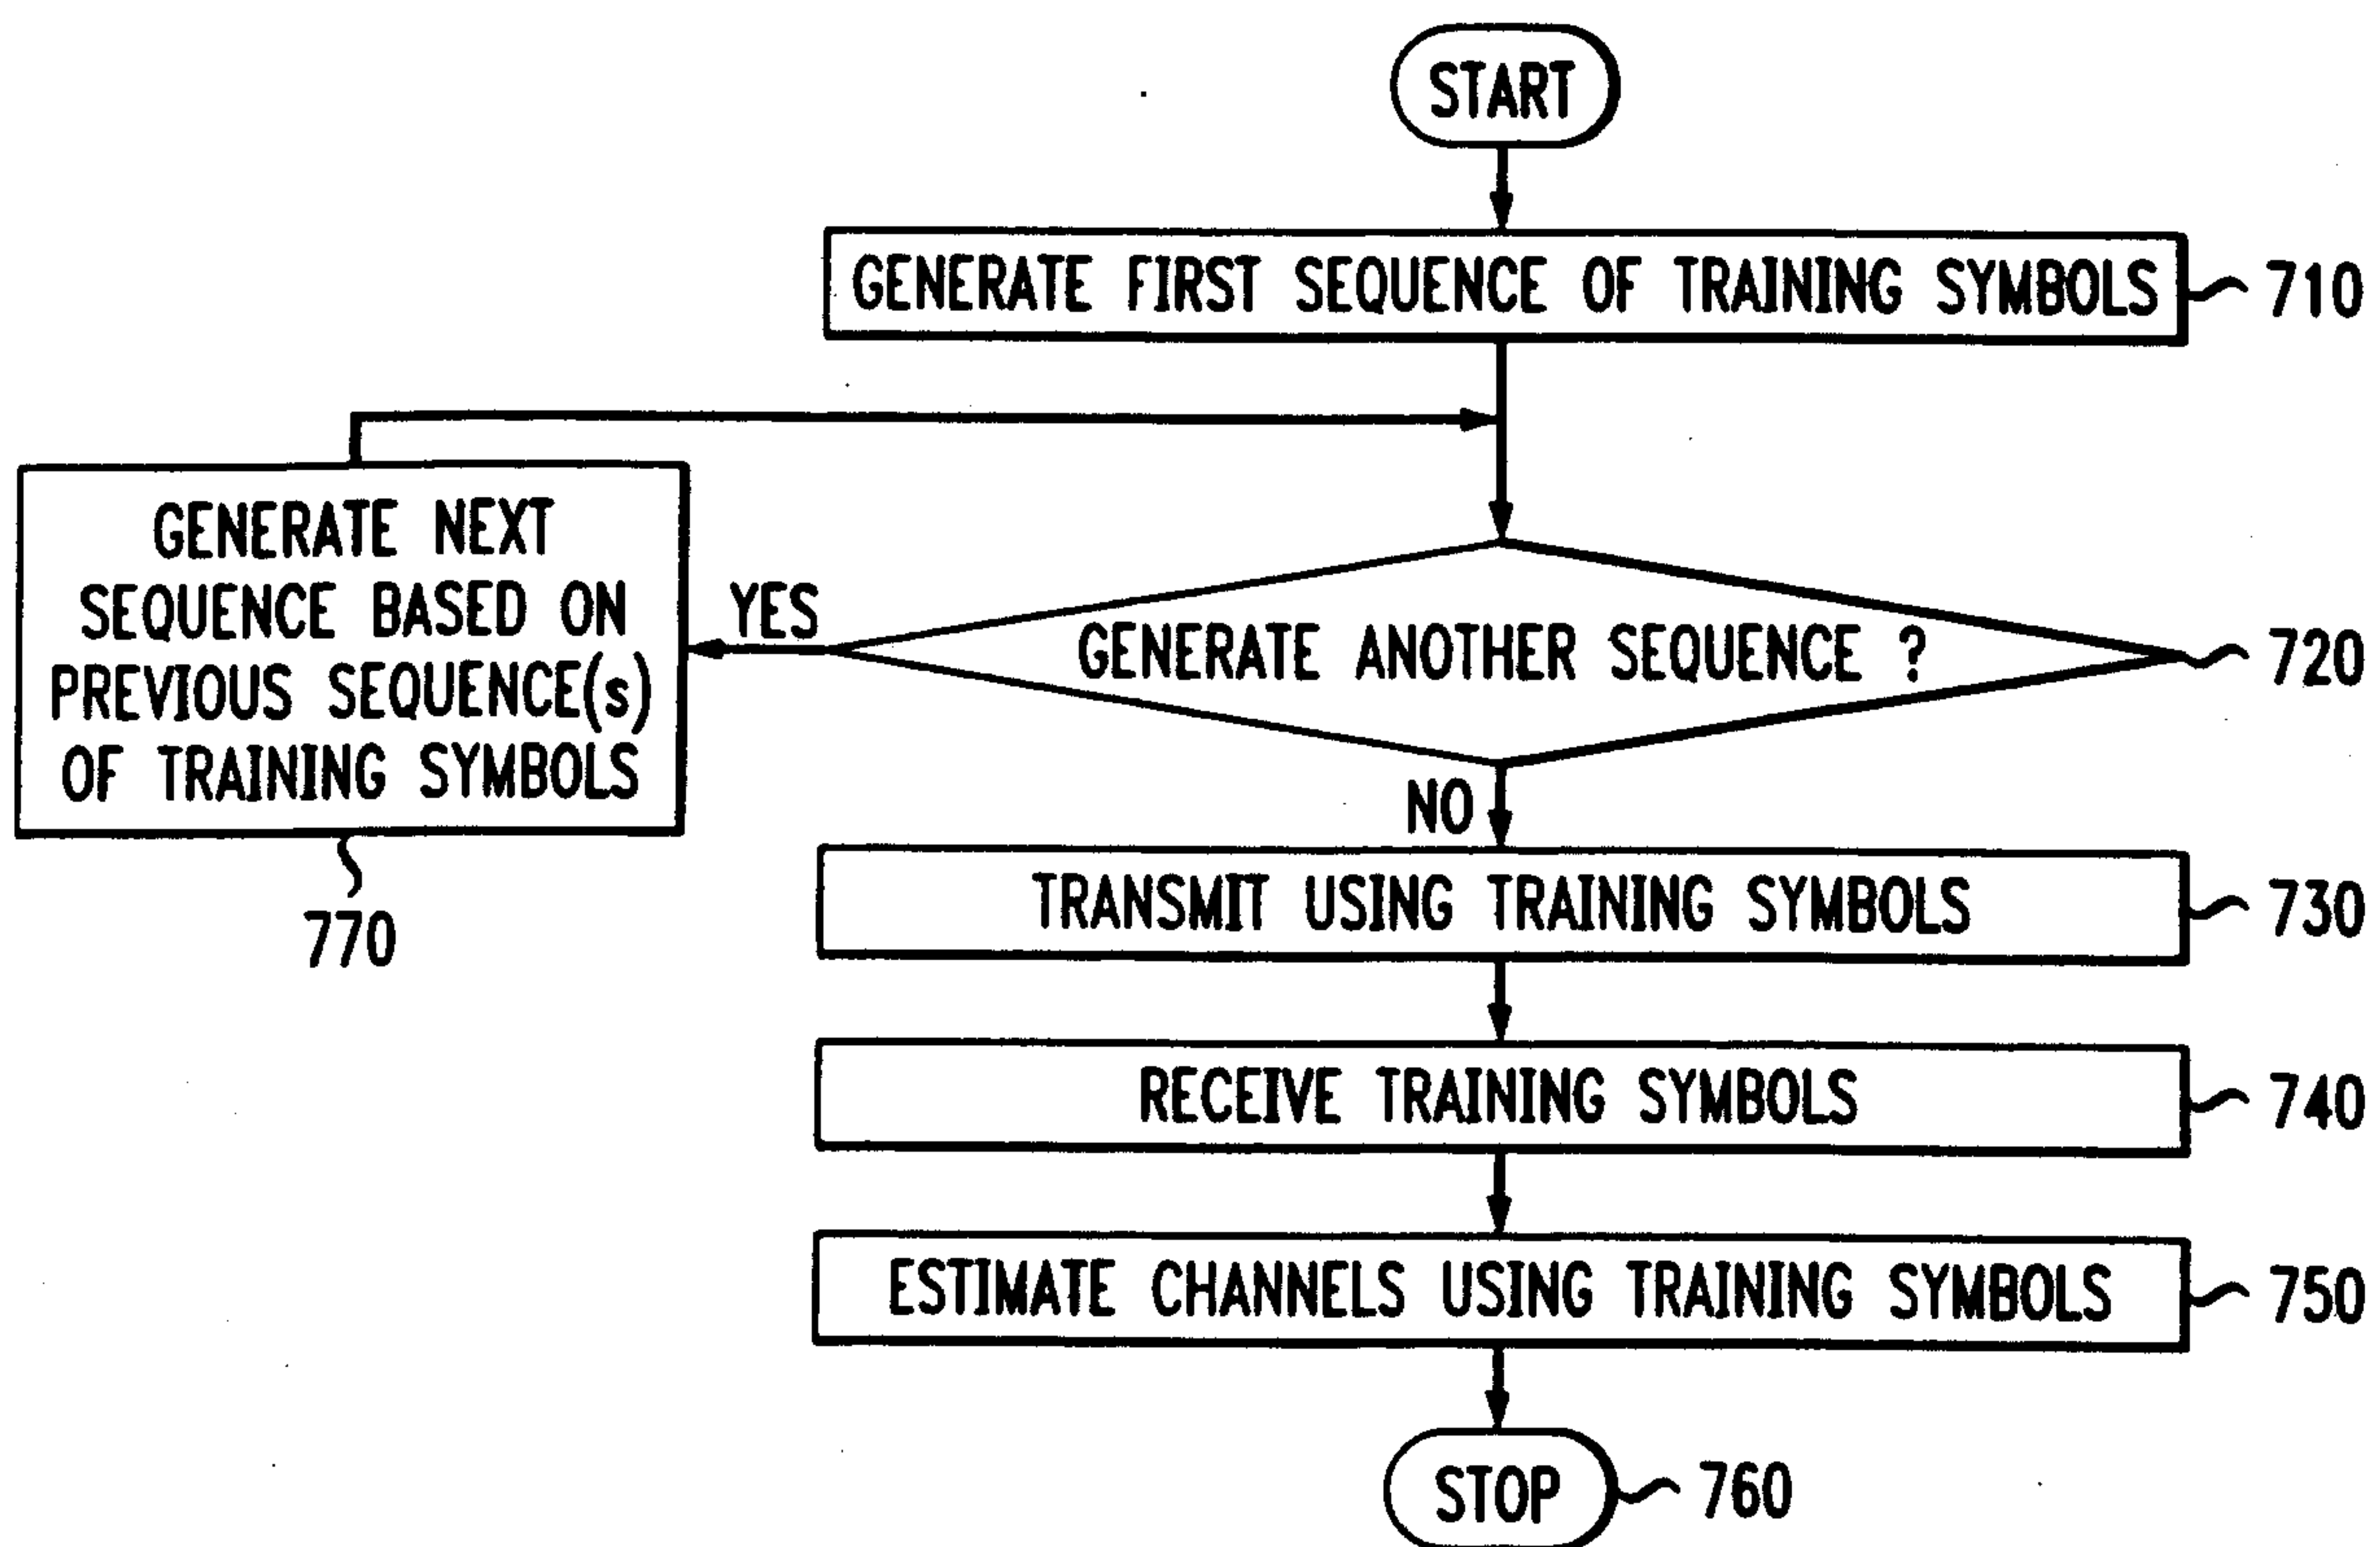 START
GENERATE FIRST SEQUENCE OF TRAINING SYMBOLS
710
GENERATE NEXT
SEQUENCE BASED ON
PREVIOUS SEQUENCE(s)
OF TRAINING SYMBOLS
770
YES
GENERATE ANOTHER SEQUENCE ?
720
NO
TRANSMIT USING TRAINING SYMBOLS
730
RECEIVE TRAINING SYMBOLS
740
ESTIMATE CHANNELS USING TRAINING SYMBOLS
750
STOP
760